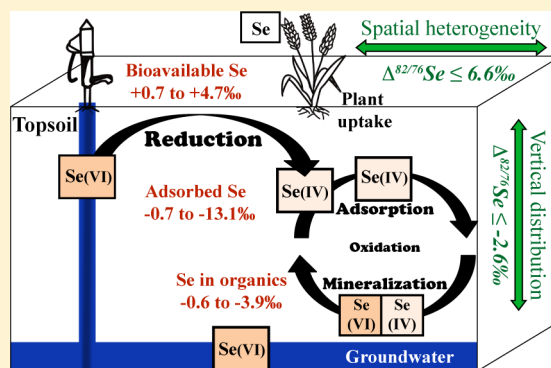 Se
Spatial heterogeneity
Δ82/76Se ≤ 6.6‰
Bioavailable Se
+0.7 to +4.7‰
Plant
uptake
Topsoil
Reduction
Se(VI)
Adsorbed Se
-0.7 to -13.1‰
Se(IV)
Se(IV)
Adsorption
Oxidation
Vertical distribution
Δ82/76Se ≤ -2.6‰
Se in organics
-0.6 to -3.9‰
Mineralization
Se
(VI)
Se
(IV)
Se(VI)
Groundwater